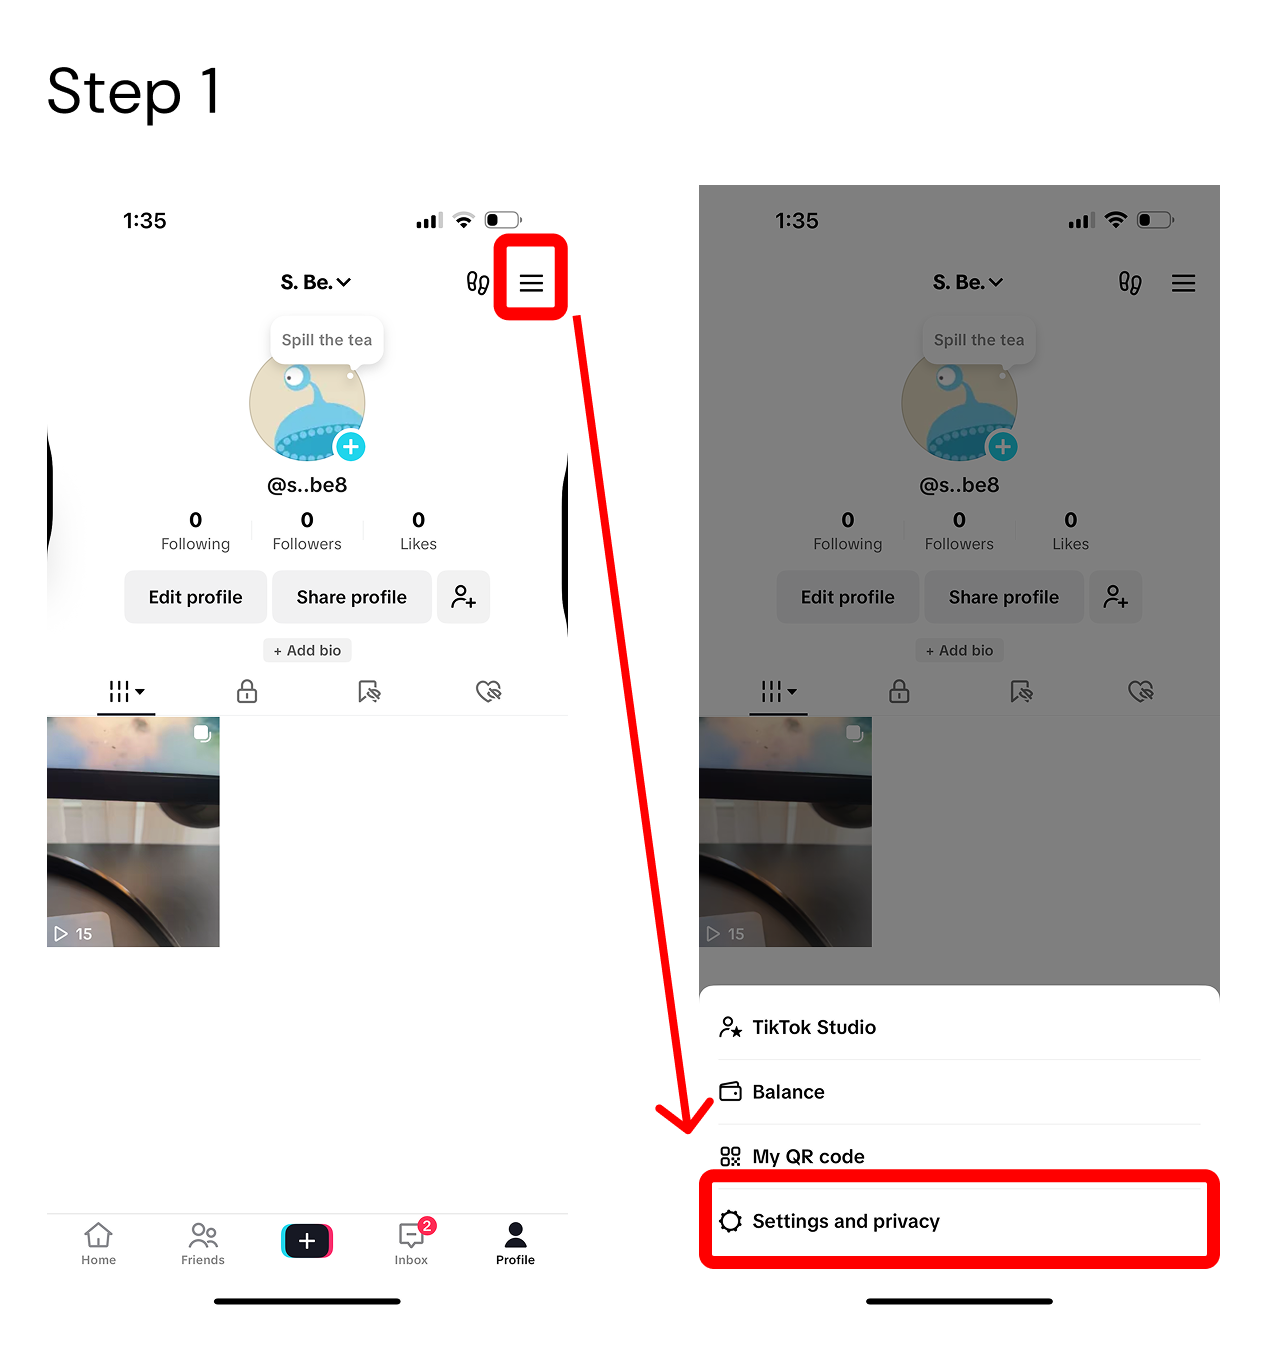 Step 1
1:35
S. Be.
Spill the tea
@s..be8
0 0 0
Following Followers Likes
Edit profile Share profile
+ Add bio
15
Home Friends Inbox 2 Profile
1:35
S. Be.
Spill the tea
@s..be8
0 0 0
Following Followers Likes
Edit profile Share profile
+ Add bio
15
TikTok Studio
Balance
My QR code
Settings and privacy